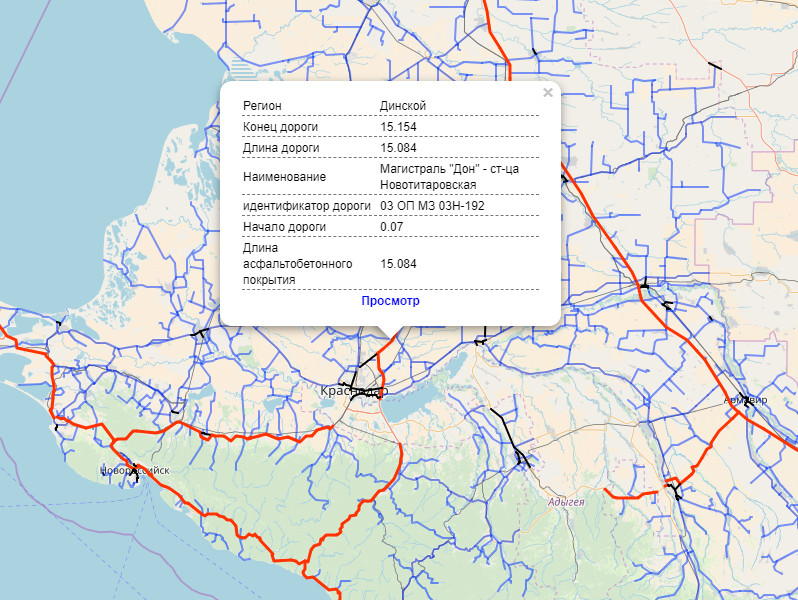 Регион Динской
Конец дороги 15.154
Длина дороги 15.084
Наименование Магистраль "Дон" - ст-ца
Новотитаровская
идентификатор дороги 03 ОП МЗ 03Н-192
Начало дороги 0.07
Длина
асфальтобетонного 15.084
покрытия
Просмотр
Краснодар
Армавир
Новороссийск
Адыгея